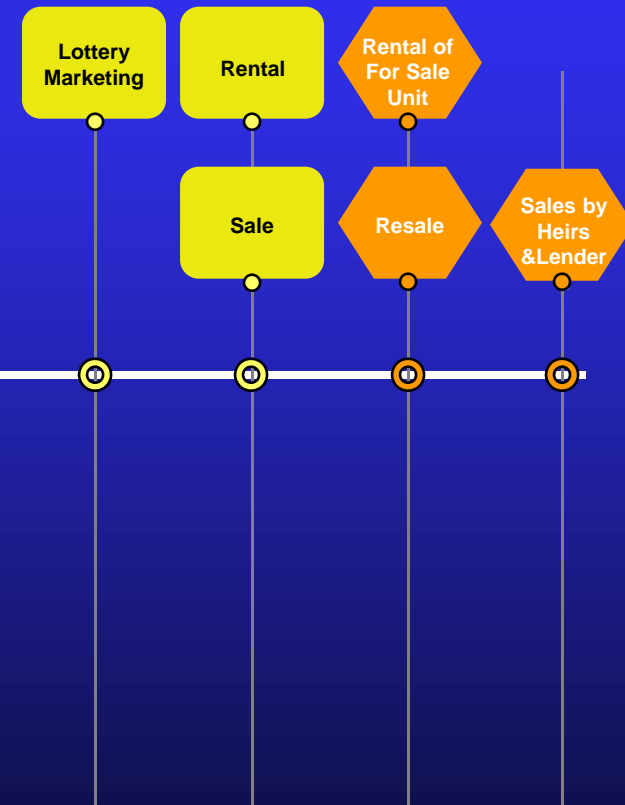 Lottery
Marketing
Rental
Rental of
For Sale
Unit
Sale
Resale
Sales by
Heirs
&Lender